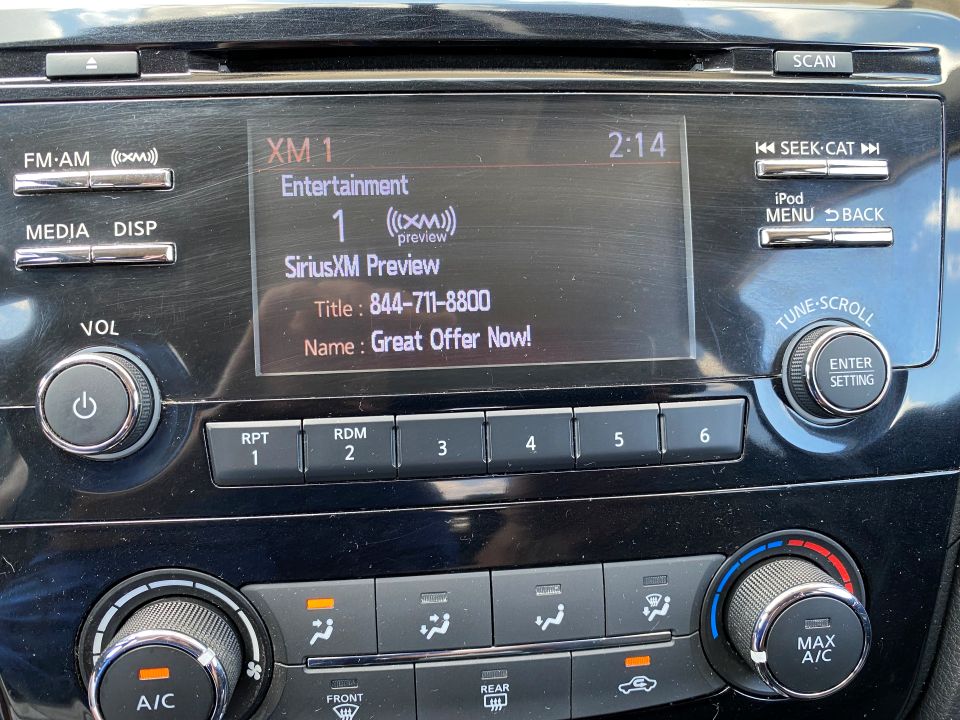 SCAN
FM·AM XM
XM 1 2:14
SEEK·CAT
Entertainment
1 XM preview
MEDIA DISP
iPod
MENU BACK
SiriusXM Preview
Title : 844-711-8800
Name : Great Offer Now!
VOL
TUNE·SCROLL
ENTER
SETTING
RPT
1
RDM
2
3
4
5
6
MAX
A/C
A/C
FRONT
REAR